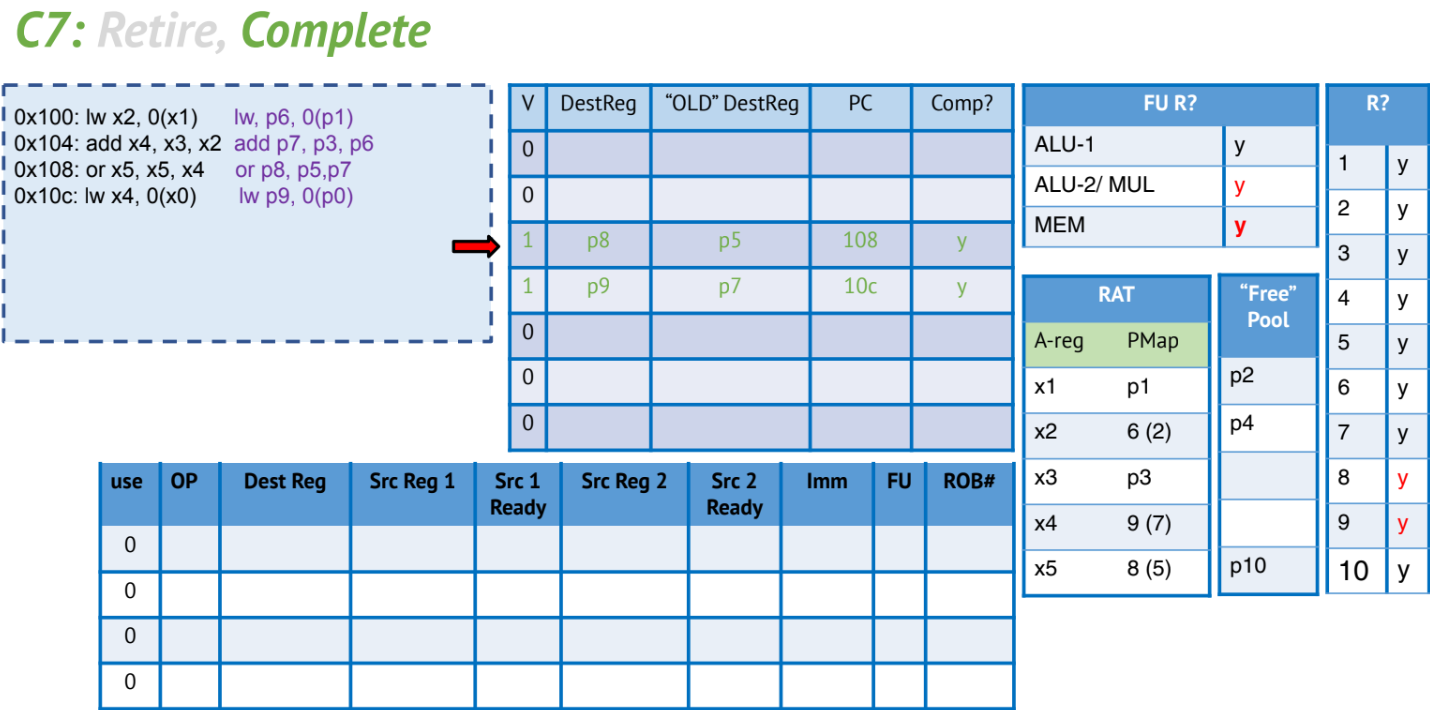 C7: Retire, Complete
0x100: lw x2, 0(x1) lw, p6, 0(p1)
0x104: add x4, x3, x2 add p7, p3, p6
0x108: or x5, x5, x4 or p8, p5,p7
0x10c: lw x4, 0(x0) lw p9, 0(p0)
V DestReg “OLD” DestReg PC Comp?
0
0
1 p8 p5 108 y
1 p9 p7 10c y
0
0
0
FU R?
ALU-1 y
ALU-2/ MUL y
MEM y
RAT
A-reg PMap
x1 p1
x2 6 (2)
x3 p3
x4 9 (7)
x5 8 (5)
“Free”
Pool
p2
p4
p10
R?
1 y
2 y
3 y
4 y
5 y
6 y
7 y
8 y
9 y
10 y
use OP Dest Reg Src Reg 1 Src 1 Ready Src Reg 2 Src 2 Ready Imm FU ROB#
0
0
0
0